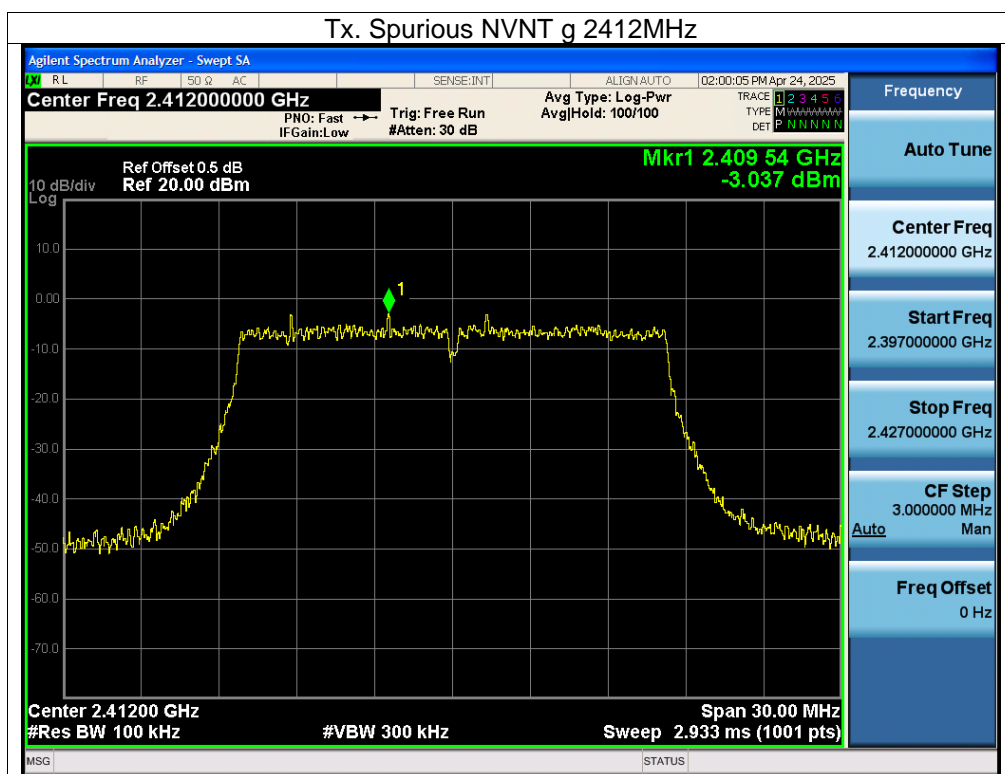 Tx. Spurious NVNT g 2412MHz
Agilent Spectrum Analyzer - Swept SA
LXI RL RF 50 Ω AC SENSE:INT ALIGN AUTO 02:00:05 PM Apr 24, 2025
Center Freq 2.412000000 GHz
PNO: Fast
IFGain:Low
Trig: Free Run
#Atten: 30 dB
Avg Type: Log-Pwr
Avg|Hold: 100/100
TRACE 1 2 3 4 5 6
TYPE M WWWWW
DET P N N N N N
Ref Offset 0.5 dB
Ref 20.00 dBm
10 dB/div
Log
Mkr1 2.409 54 GHz
-3.037 dBm
10.0
0.00
-10.0
-20.0
-30.0
-40.0
-50.0
-60.0
-70.0
1
Center 2.41200 GHz
#Res BW 100 kHz
#VBW 300 kHz
Span 30.00 MHz
Sweep 2.933 ms (1001 pts)
MSG
STATUS
Frequency
Auto Tune
Center Freq
2.412000000 GHz
Start Freq
2.397000000 GHz
Stop Freq
2.427000000 GHz
CF Step
3.000000 MHz
Auto Man
Freq Offset
0 Hz